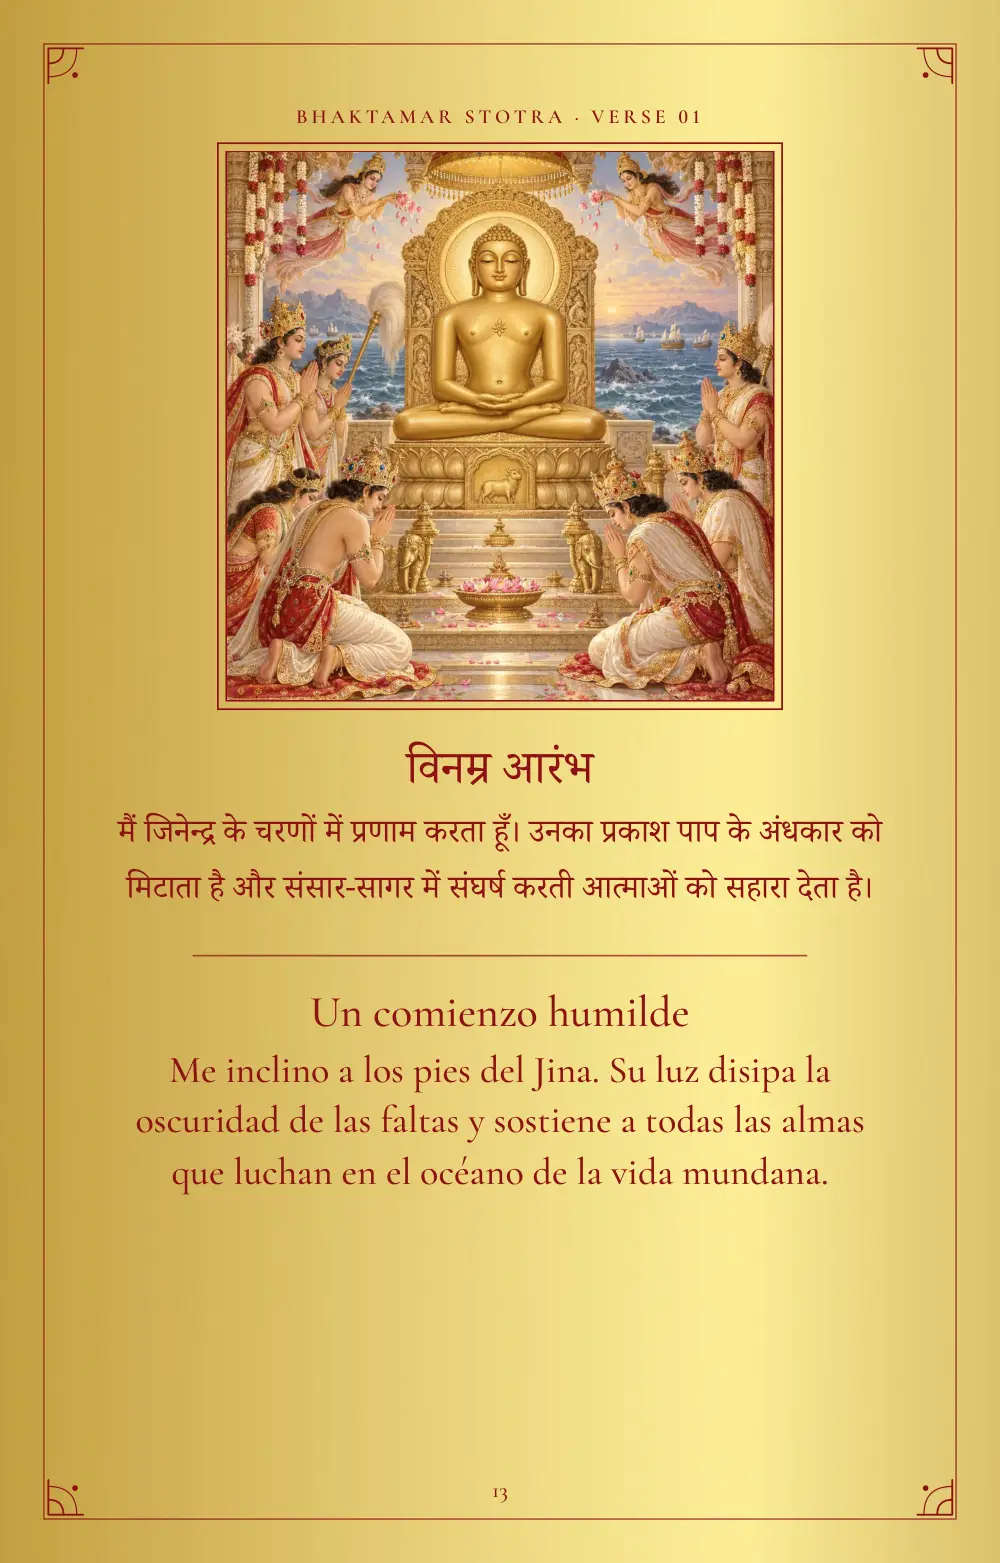 BHAKTAMAR STOTRA · VERSE 01
विनम्र आरंभ
मैं जिनेन्द्र के चरणों में प्रणाम करता हूँ। उनका प्रकाश पाप के अंधकार को
मिटाता है और संसार-सागर में संघर्ष करती आत्माओं को सहारा देता है।
Un comienzo humilde
Me inclino a los pies del Jina. Su luz disipa la
oscuridad de las faltas y sostiene a todas las almas
que luchan en el océano de la vida mundana.
13